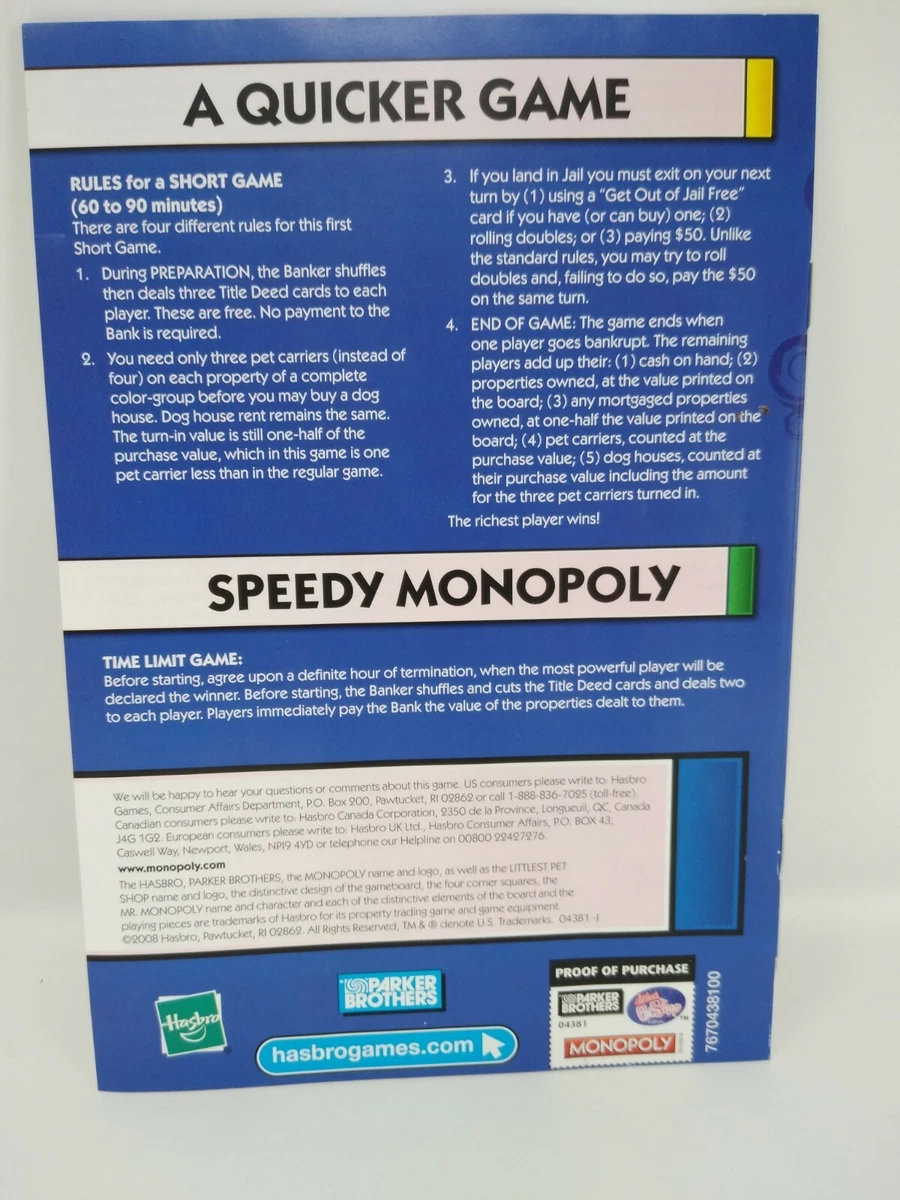 A QUICKER GAME
RULES for a SHORT GAME
(60 to 90 minutes)
There are four different rules for this first
Short Game.
1. During PREPARATION, the Banker shuffles
then deals three Title Deed cards to each
player. These are free. No payment to the
Bank is required.
2. You need only three pet carriers (instead of
four) on each property of a complete
color-group before you may buy a dog
house. Dog house rent remains the same.
The turn-in value is still one-half of the
purchase value, which in this game is one
pet carrier less than in the regular game.
3. If you land in Jail you must exit on your next
turn by (1) using a "Get Out of Jail Free"
card if you have (or can buy) one; (2)
rolling doubles; or (3) paying $50. Unlike
the standard rules, you may try to roll
doubles and, failing to do so, pay the $50
on the same turn.
4. END OF GAME: The game ends when
one player goes bankrupt. The remaining
players add up their: (1) cash on hand; (2)
properties owned, at the value printed on
the board; (3) any mortgaged properties
owned, at one-half the value printed on the
board; (4) pet carriers, counted at the
purchase value; (5) dog houses, counted at
their purchase value including the amount
for the three pet carriers turned in.
The richest player wins!
SPEEDY MONOPOLY
TIME LIMIT GAME:
Before starting, agree upon a definite hour of termination, when the most powerful player will be
declared the winner. Before starting, the Banker shuffles and cuts the Title Deed cards and deals two
to each player. Players immediately pay the Bank the value of the properties dealt to them.
We will be happy to hear your questions or comments about this game. US consumers please write to: Hasbro
Games, Consumer Affairs Department, P.O. Box 200, Pawtucket, RI 02862 or call 1-888-836-7025 (toll-free).
Canadian consumers please write to: Hasbro Canada Corporation, 2350 de la Province, Longueuil, QC, Canada
J4G 1G2. European consumers please write to: Hasbro UK Ltd., Hasbro Consumer Affairs, P.O. BOX 43,
Caswell Way, Newport, Wales, NP19 4YD or telephone our Helpline on 00800 22427276.
www.monopoly.com
The HASBRO, PARKER BROTHERS, the MONOPOLY name and logo, as well as the LITTLEST PET
SHOP name and logo, the distinctive design of the gameboard, the four corner squares, the
MR. MONOPOLY name and character and each of the distinctive elements of the board and the
playing pieces are trademarks of Hasbro for its property trading game and game equipment.
©2008 Hasbro, Pawtucket, RI 02862. All Rights Reserved. TM & ® denote U.S. Trademarks. 04381-I
Hasbro
PARKER
BROTHERS
hasbrogames.com
PROOF OF PURCHASE
PARKER
BROTHERS
04381
MONOPOLY
7670438100